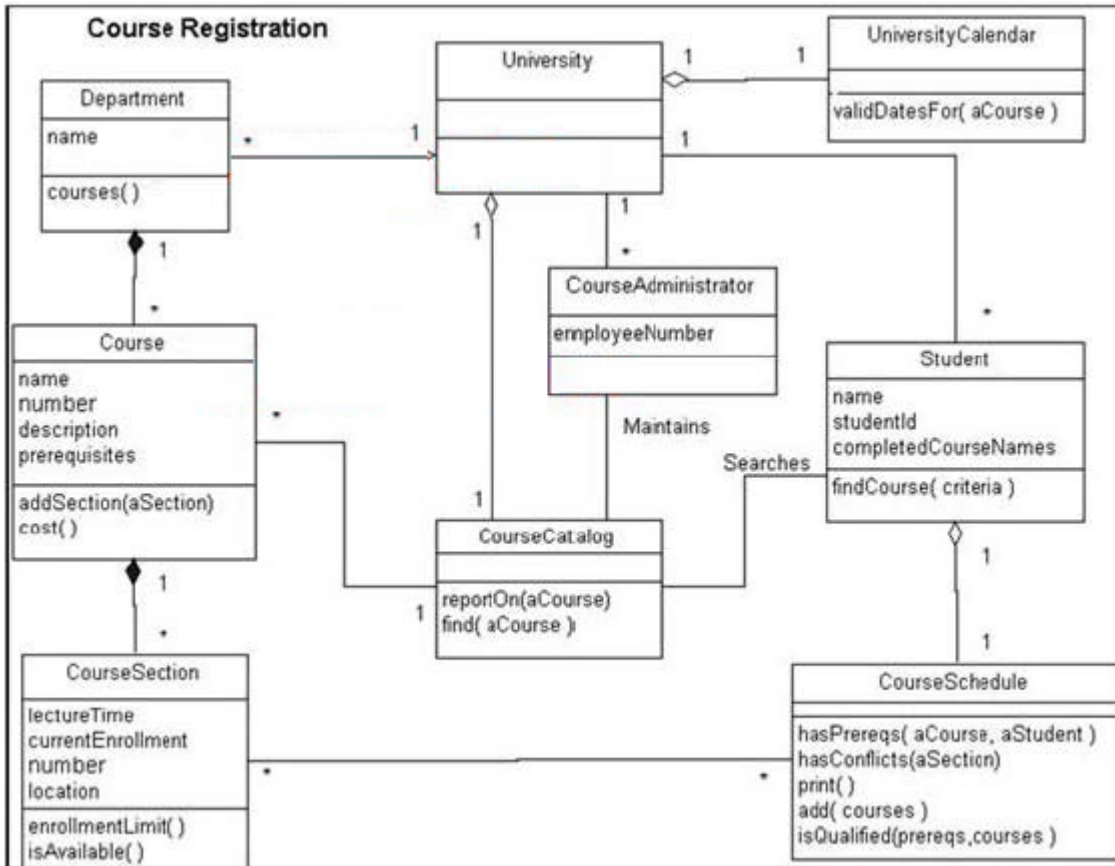 Course Registration
University
1
1
UniversityCalendar
validDatesFor( aCourse )
Department
name
courses( )
*
1
1
1
1
*
CourseAdministrator
ennployeeNumber
1
*
Course
name
number
description
prerequisites
addSection(aSection)
cost( )
*
*
Student
name
studentId
completedCourseNames
findCourse( criteria )
Maintains
Searches
1
CourseCatalog
reportOn(aCourse)
find( aCourse )
1
1
*
1
1
CourseSection
lectureTime
currentEnrollment
number
location
enrollmentLimit( )
isAvailable( )
*
*
CourseSchedule
hasPrereqs( aCourse, aStudent )
hasConflicts(aSection)
print( )
add( courses )
isQualified(prereqs,courses )